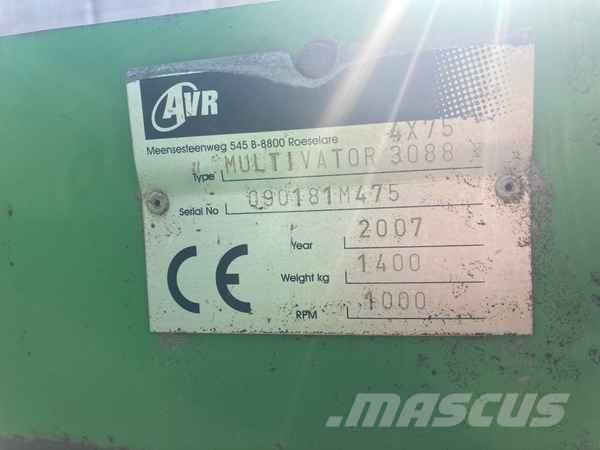 AVR
Meensesteenweg 545 B-8800 Roeselare
4X75
Type MULTIVATOR 3088
Serial No 090181M475
Year 2007
Weight kg 1400
RPM 1000
CE
MASCUS